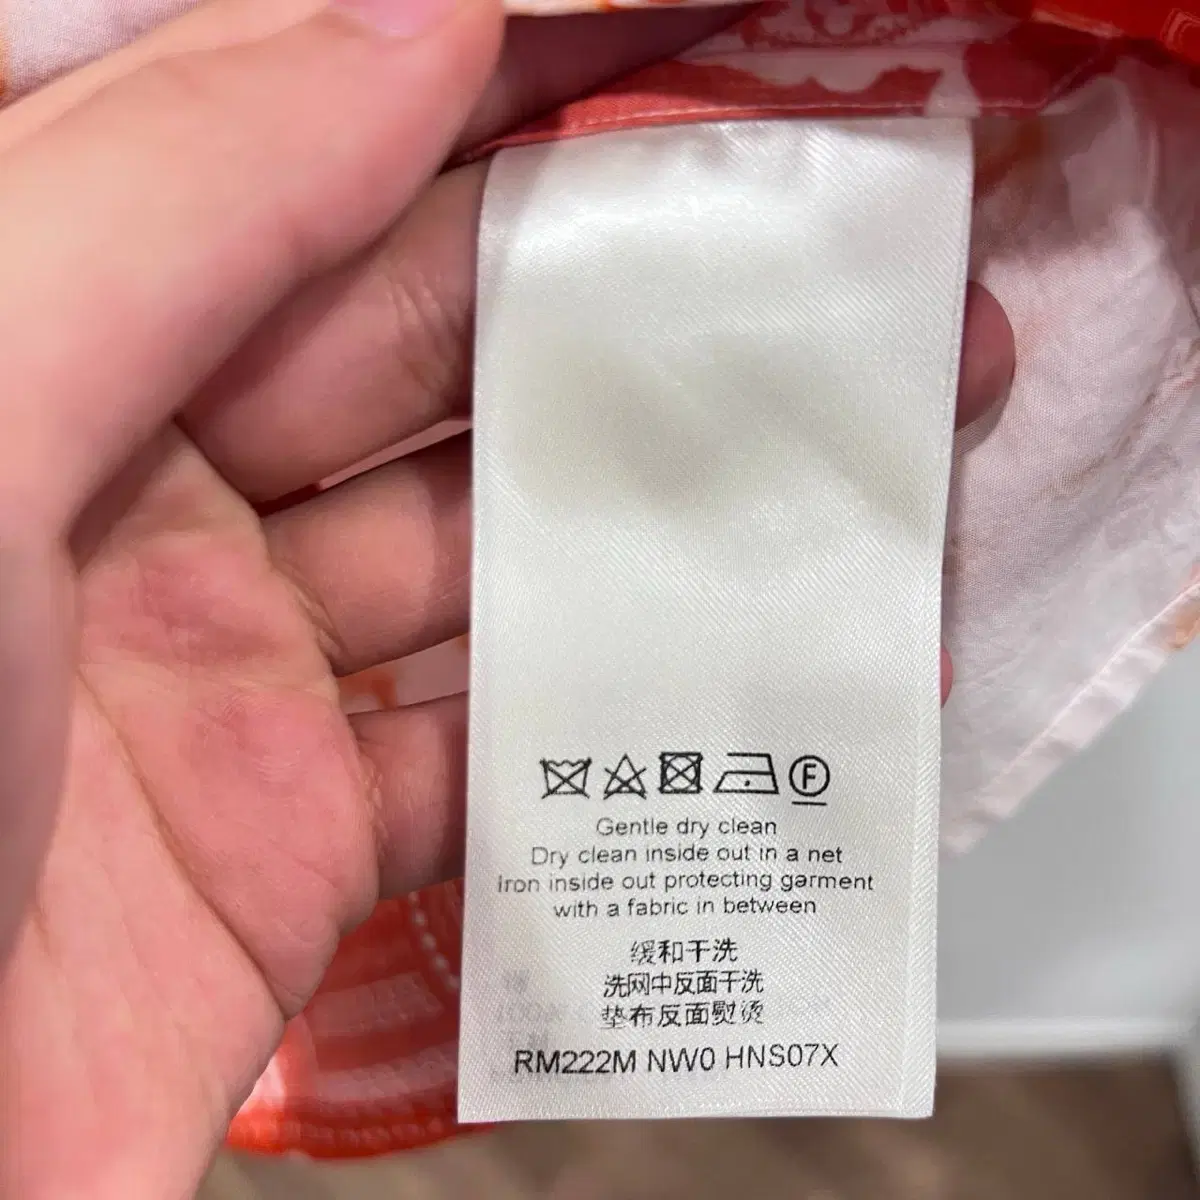 F
Gentle dry clean
Dry clean inside out in a net
Iron inside out protecting garment
with a fabric in between
缓和干洗
洗网中反面干洗
垫布反面熨烫
RM222M NW0 HNS07X